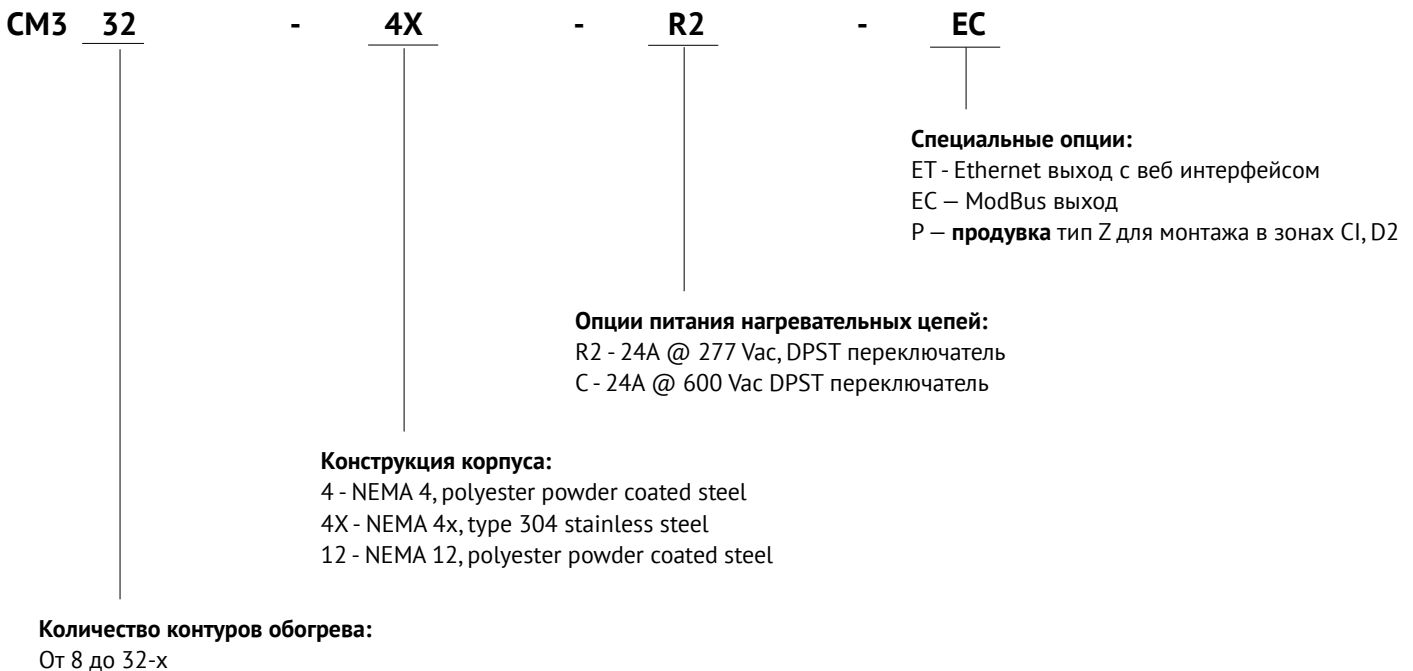 СМ3 32 - 4X - R2 - EC
Специальные опции:
ET - Ethernet выход с веб интерфейсом
EC — ModBus выход
P — продувка тип Z для монтажа в зонах CI, D2
Опции питания нагревательных цепей:
R2 - 24A @ 277 Vac, DPST переключатель
C - 24A @ 600 Vac DPST переключатель
Конструкция корпуса:
4 - NEMA 4, polyester powder coated steel
4X - NEMA 4x, type 304 stainless steel
12 - NEMA 12, polyester powder coated steel
Количество контуров обогрева:
От 8 до 32-х